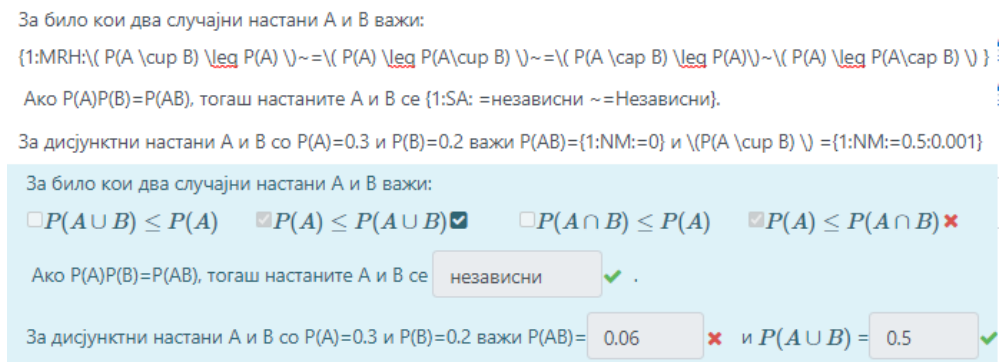 За било кои два случајни настани А и В важи:
{1:MRH:\( P(A \cup B) \leq P(A) \)~=\( P(A) \leq P(A\cup B) \)~=\( P(A \cap B) \leq P(A)\)~\( P(A) \leq P(A\cap B) \) }
Ако P(A)P(B)=P(AB), тогаш настаните А и В се {1:SA: =независни ~=Независни}.
За дисјунктни настани А и В со P(A)=0.3 и P(B)=0.2 важи P(AB)={1:NM:=0} и \(P(A \cup B) \) ={1:NM:=0.5:0.001}
За било кои два случајни настани А и В важи:
P(A ∪ B) ≤ P(A) P(A) ≤ P(A ∪ B) P(A ∩ B) ≤ P(A) P(A) ≤ P(A ∩ B)
Ако P(A)P(B)=P(AB), тогаш настаните А и В се независни .
За дисјунктни настани А и В со P(A)=0.3 и P(B)=0.2 важи P(AB)= 0.06 и P(A ∪ B) = 0.5